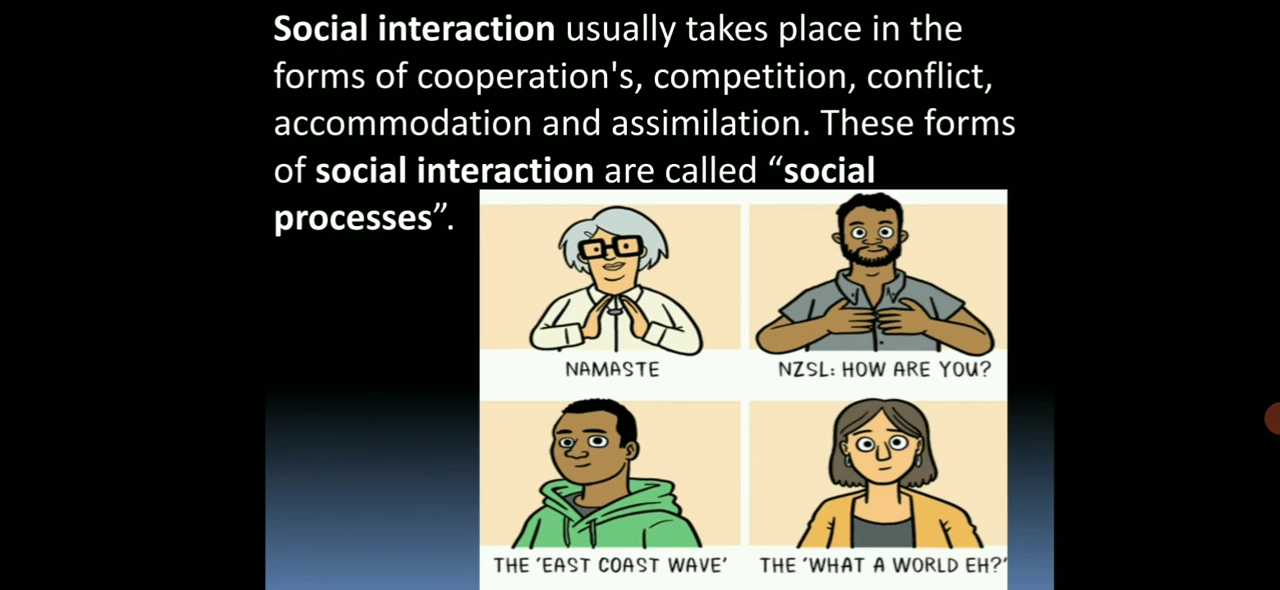 Social interaction usually takes place in the
forms of cooperation's, competition, conflict,
accommodation and assimilation. These forms
of social interaction are called “social
processes”.
NAMASTE
NZSL: HOW ARE YOU?
THE ‘EAST COAST WAVE’
THE ‘WHAT A WORLD EH?’